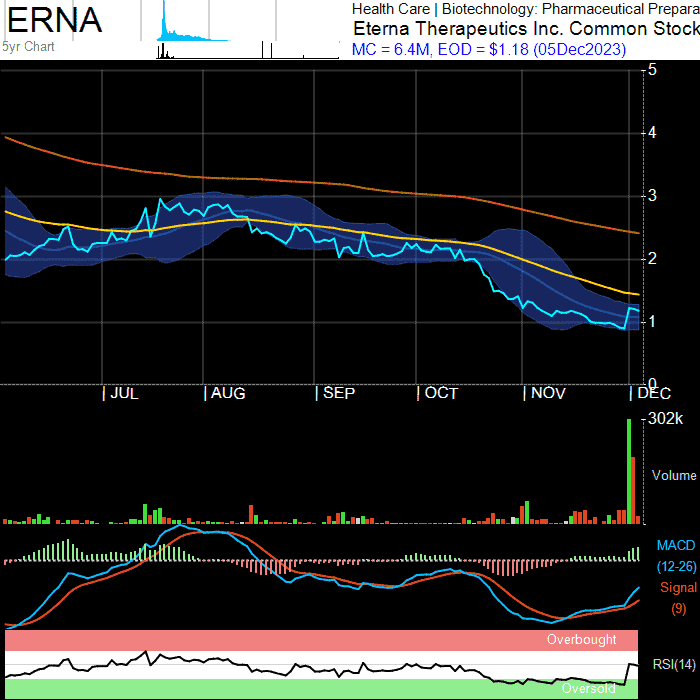 ERNA
5yr Chart
Health Care | Biotechnology: Pharmaceutical Prepara
Eterna Therapeutics Inc. Common Stock
MC = 6.4M, EOD = $1.18 (05Dec2023)
5
4
3
2
1
0
JUL
AUG
SEP
OCT
NOV
DEC
302k
Volume
MACD
(12-26)
Signal
(9)
Overbought
RSI(14)
Oversold